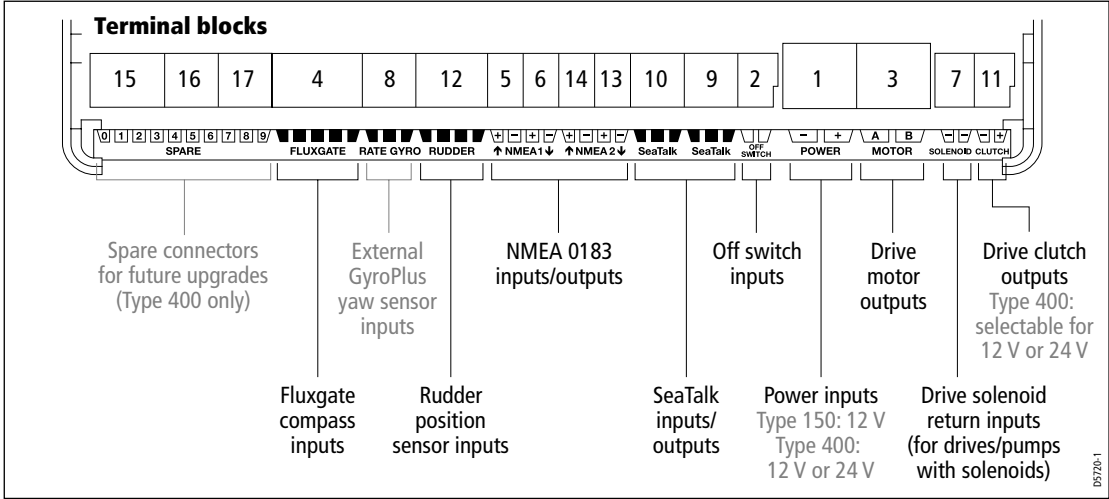 Terminal blocks
15 16 17 4 8 12 5 6 14 13 10 9 2 1 3 7 11
0 1 2 3 4 5 6 7 8 9 + − + − + − + − − + A B − − − +
SPARE FLUXGATE RATE GYRO RUDDER ↑ NMEA1 ↓ ↑ NMEA 2 ↓ SeaTalk SeaTalk OFF SWITCH POWER MOTOR SOLENOID CLUTCH
Spare connectors
for future upgrades
(Type 400 only)
External
GyroPlus
yaw sensor
inputs
NMEA 0183
inputs/outputs
Off switch
inputs
Drive
motor
outputs
Drive clutch
outputs
Type 400:
selectable for
12 V or 24 V
Fluxgate
compass
inputs
Rudder
position
sensor inputs
SeaTalk
inputs/
outputs
Power inputs
Type 150: 12 V
Type 400:
12 V or 24 V
Drive solenoid
return inputs
(for drives/pumps
with solenoids)
D5720-1